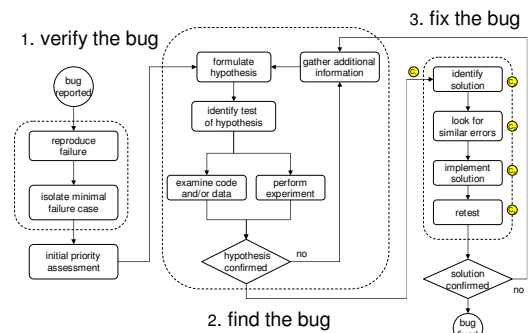 1. verify the bug
bug
reported
reproduce
failure
isolate minimal
failure case
initial priority
assessment
2. find the bug
formulate
hypothesis
gather additional
information
identify test
of hypothesis
examine code
and/or data
perform
experiment
hypothesis
confirmed
no
3. fix the bug
identify
solution
look for
similar errors
implement
solution
retest
solution
confirmed
no
bug